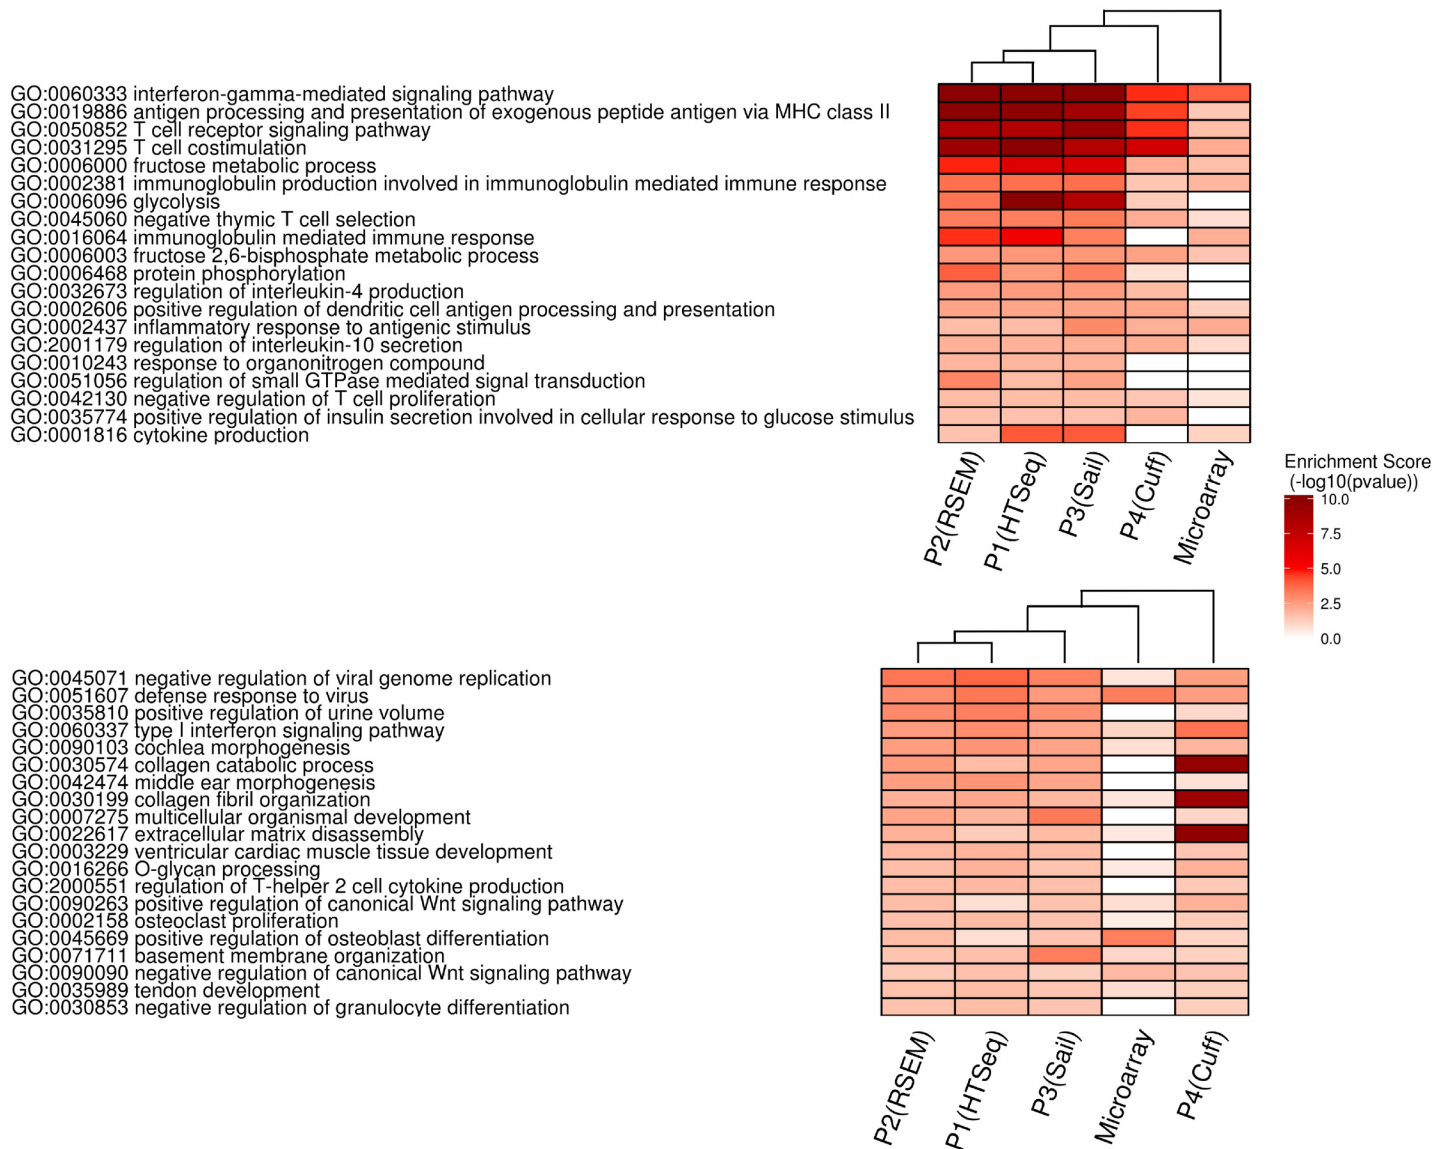 GO:0060333 interferon-gamma-mediated signaling pathway
GO:0019886 antigen processing and presentation of exogenous peptide antigen via MHC class II
GO:0050852 T cell receptor signaling pathway
GO:0031295 T cell costimulation
GO:0006000 fructose metabolic process
GO:0002381 immunoglobulin production involved in immunoglobulin mediated immune response
GO:0006096 glycolysis
GO:0045060 negative thymic T cell selection
GO:0016064 immunoglobulin mediated immune response
GO:0006003 fructose 2,6-bisphosphate metabolic process
GO:0006468 protein phosphorylation
GO:0032673 regulation of interleukin-4 production
GO:0002606 positive regulation of dendritic cell antigen processing and presentation
GO:0002437 inflammatory response to antigenic stimulus
GO:2001179 regulation of interleukin-10 secretion
GO:0010243 response to organonitrogen compound
GO:0051056 regulation of small GTPase mediated signal transduction
GO:0042130 negative regulation of T cell proliferation
GO:0035774 positive regulation of insulin secretion involved in cellular response to glucose stimulus
GO:0001816 cytokine production
P2(RSEM)
P1(HTSeq)
P3(Sail)
P4(Cuff)
Microarray
Enrichment Score
(-log10(pvalue))
10.0
7.5
5.0
2.5
0.0
GO:0045071 negative regulation of viral genome replication
GO:0051607 defense response to virus
GO:0035810 positive regulation of urine volume
GO:0060337 type I interferon signaling pathway
GO:0090103 cochlea morphogenesis
GO:0030574 collagen catabolic process
GO:0042474 middle ear morphogenesis
GO:0030199 collagen fibril organization
GO:0007275 multicellular organismal development
GO:0022617 extracellular matrix disassembly
GO:0003229 ventricular cardiac muscle tissue development
GO:0016266 O-glycan processing
GO:2000551 regulation of T-helper 2 cell cytokine production
GO:0090263 positive regulation of canonical Wnt signaling pathway
GO:0002158 osteoclast proliferation
GO:0045669 positive regulation of osteoblast differentiation
GO:0071711 basement membrane organization
GO:0090090 negative regulation of canonical Wnt signaling pathway
GO:0035989 tendon development
GO:0030853 negative regulation of granulocyte differentiation
P2(RSEM)
P1(HTSeq)
P3(Sail)
Microarray
P4(Cuff)